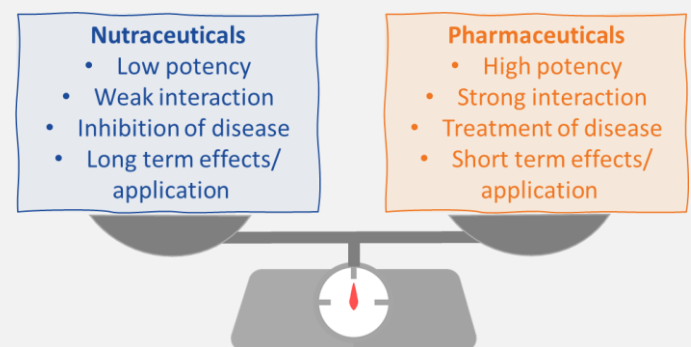 Nutraceuticals
• Low potency
• Weak interaction
• Inhibition of disease
• Long term effects/
application
Pharmaceuticals
• High potency
• Strong interaction
• Treatment of disease
• Short term effects/
application